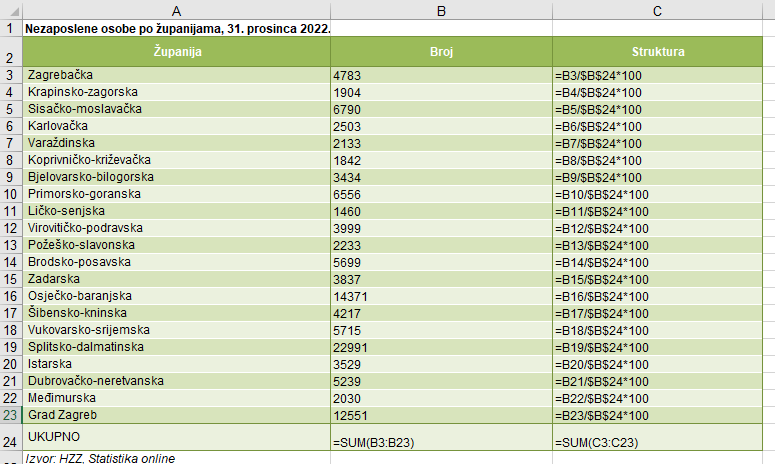 A B C
1 Nezaposlene osobe po županijama, 31. prosinca 2022.
2 Županija Broj Struktura
3 Zagrebačka 4783 =B3/$B$24*100
4 Krapinsko-zagorska 1904 =B4/$B$24*100
5 Sisačko-moslavačka 6790 =B5/$B$24*100
6 Karlovačka 2503 =B6/$B$24*100
7 Varaždinska 2133 =B7/$B$24*100
8 Koprivničko-križevačka 1842 =B8/$B$24*100
9 Bjelovarsko-bilogorska 3434 =B9/$B$24*100
10 Primorsko-goranska 6556 =B10/$B$24*100
11 Ličko-senjska 1460 =B11/$B$24*100
12 Virovitičko-podravska 3999 =B12/$B$24*100
13 Požeško-slavonska 2233 =B13/$B$24*100
14 Brodsko-posavska 5699 =B14/$B$24*100
15 Zadarska 3837 =B15/$B$24*100
16 Osječko-baranjska 14371 =B16/$B$24*100
17 Šibensko-kninska 4217 =B17/$B$24*100
18 Vukovarsko-srijemska 5715 =B18/$B$24*100
19 Splitsko-dalmatinska 22991 =B19/$B$24*100
20 Istarska 3529 =B20/$B$24*100
21 Dubrovačko-neretvanska 5239 =B21/$B$24*100
22 Međimurska 2030 =B22/$B$24*100
23 Grad Zagreb 12551 =B23/$B$24*100
24 UKUPNO =SUM(B3:B23) =SUM(C3:C23)
Izvor: HZZ, Statistika online